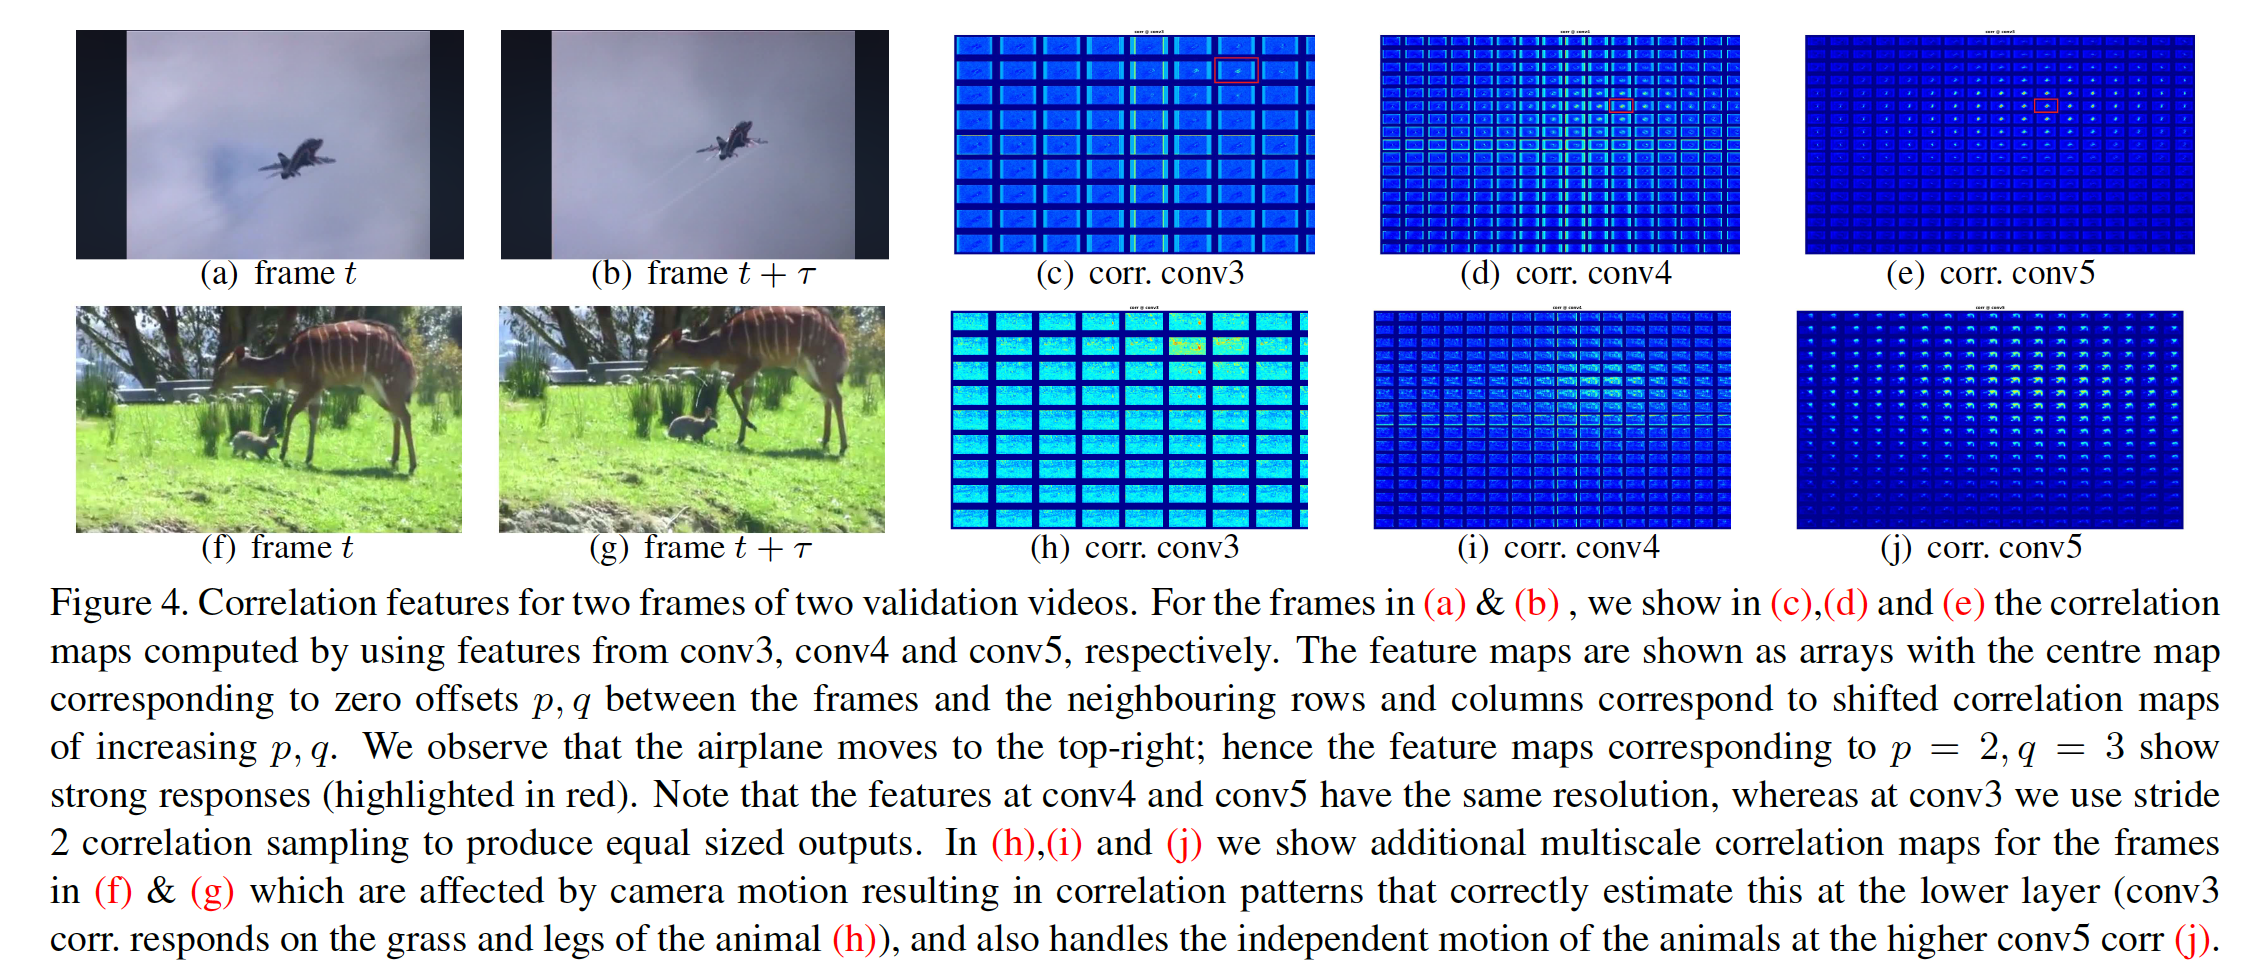 corr @ conv3
corr @ conv4
(a) frame t
(b) frame t + τ
(c) corr. conv3
(d) corr. conv4
(e) corr. conv5
corr @ conv3
corr @ conv4
(f) frame t
(g) frame t + τ
(h) corr. conv3
(i) corr. conv4
(j) corr. conv5
Figure 4. Correlation features for two frames of two validation videos. For the frames in (a) & (b) , we show in (c),(d) and (e) the correlation
maps computed by using features from conv3, conv4 and conv5, respectively. The feature maps are shown as arrays with the centre map
corresponding to zero offsets p, q between the frames and the neighbouring rows and columns correspond to shifted correlation maps
of increasing p, q. We observe that the airplane moves to the top-right; hence the feature maps corresponding to p = 2, q = 3 show
strong responses (highlighted in red). Note that the features at conv4 and conv5 have the same resolution, whereas at conv3 we use stride
2 correlation sampling to produce equal sized outputs. In (h),(i) and (j) we show additional multiscale correlation maps for the frames
in (f) & (g) which are affected by camera motion resulting in correlation patterns that correctly estimate this at the lower layer (conv3
corr. responds on the grass and legs of the animal (h)), and also handles the independent motion of the animals at the higher conv5 corr (j).